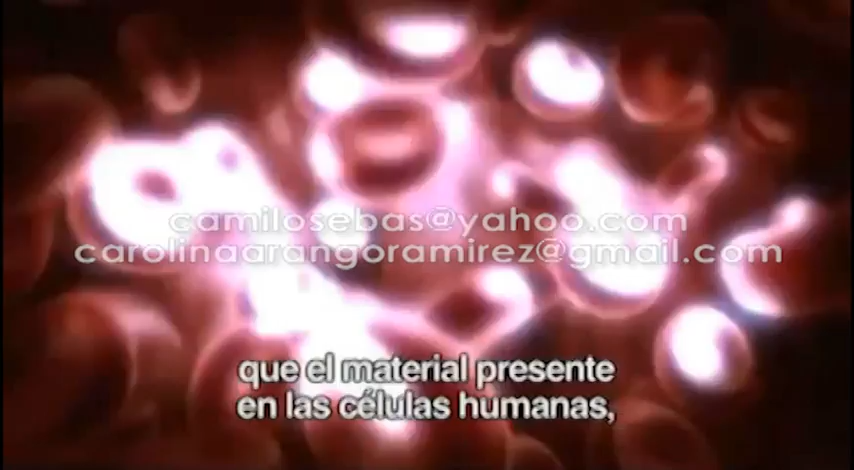 camilosebas@yahoo.com
carolinaarangoramirez@gmail.com
que el material presente
en las células humanas,